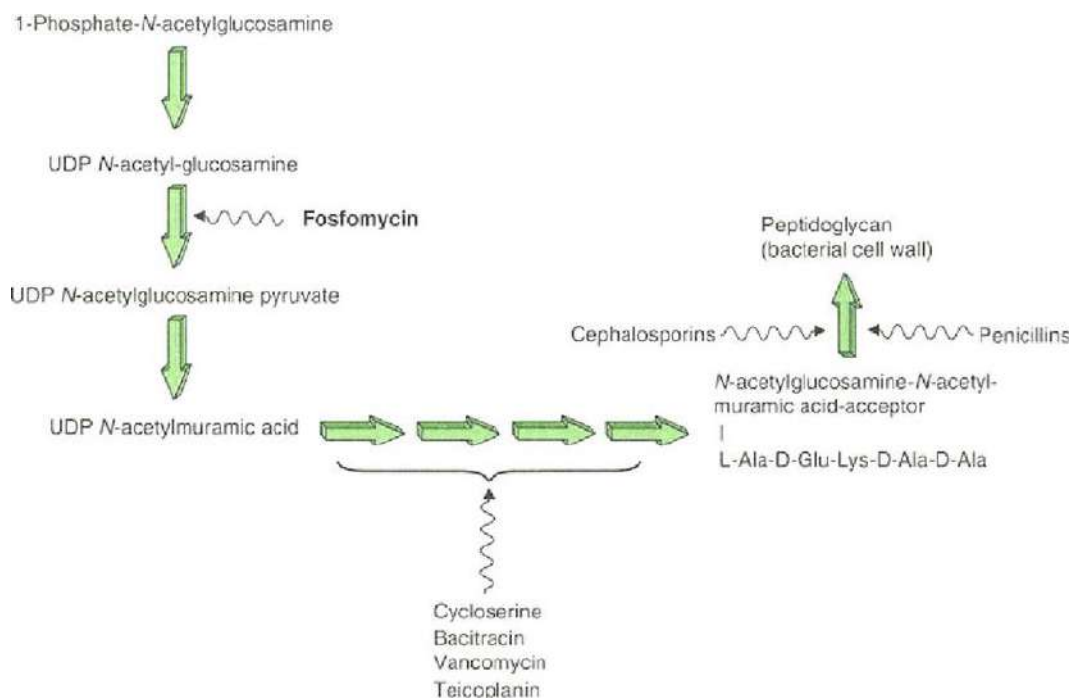 1-Phosphate-N-acetylglucosamine
UDP N-acetyl-glucosamine
Fosfomycin
UDP N-acetylglucosamine pyruvate
UDP N-acetylmuramic acid
Peptidoglycan
(bacterial cell wall)
Cephalosporins
Penicillins
N-acetylglucosamine-N-acetyl-
muramic acid-acceptor
L-Ala-D-Glu-Lys-D-Ala-D-Ala
Cycloserine
Bacitracin
Vancomycin
Teicoplanin